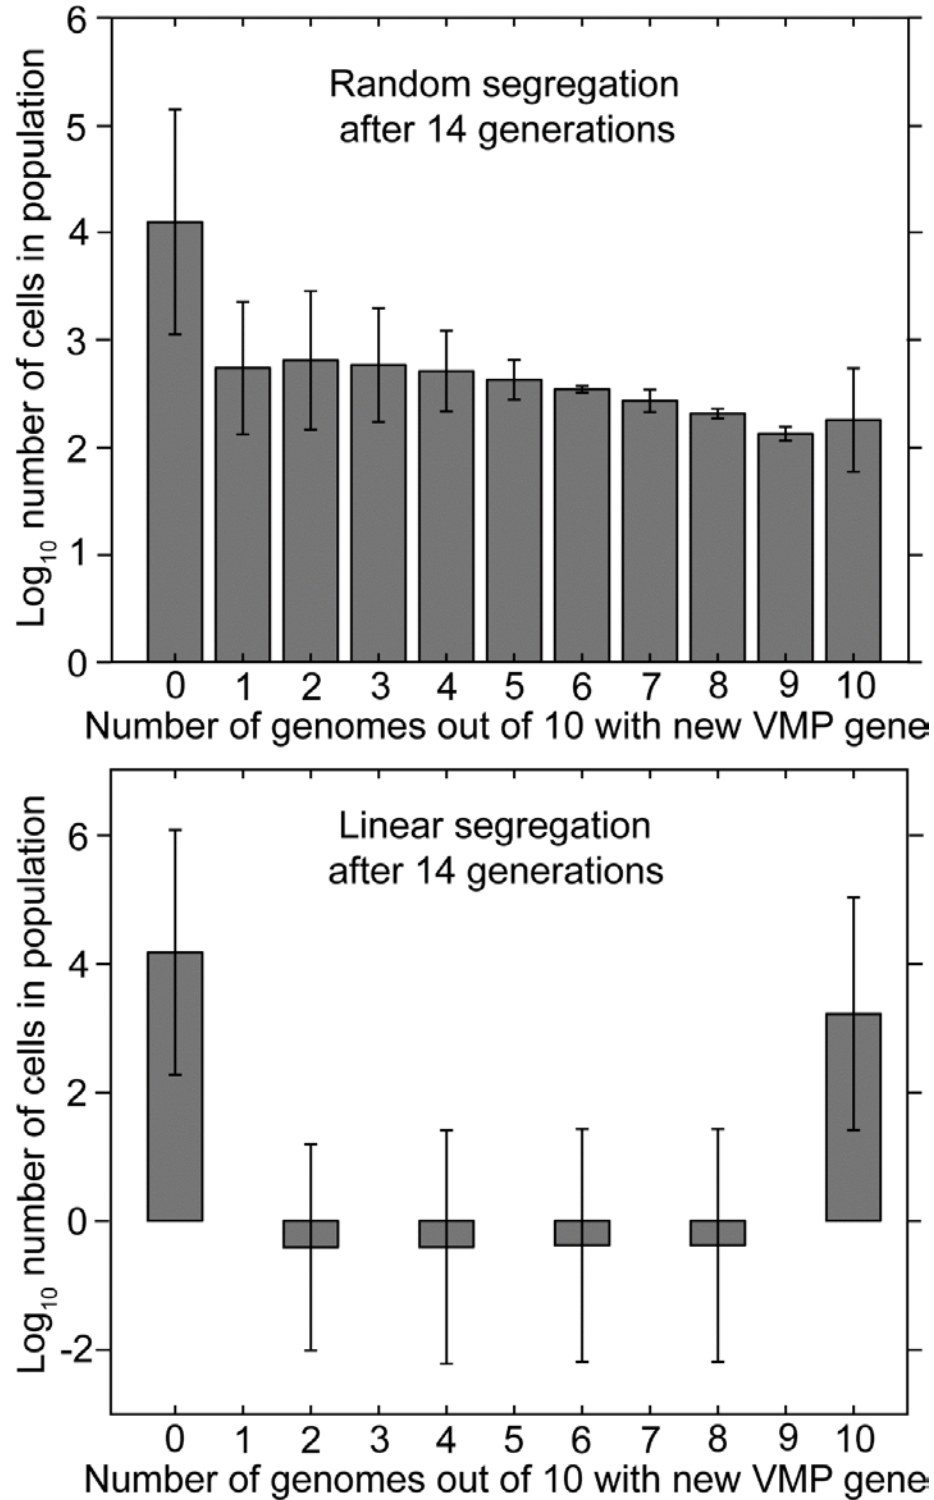 Random segregation
after 14 generations
Log10 number of cells in population
6
5
4
3
2
1
0
0 1 2 3 4 5 6 7 8 9 10
Number of genomes out of 10 with new VMP gene
Linear segregation
after 14 generations
Log10 number of cells in population
6
4
2
0
-2
0 1 2 3 4 5 6 7 8 9 10
Number of genomes out of 10 with new VMP gene